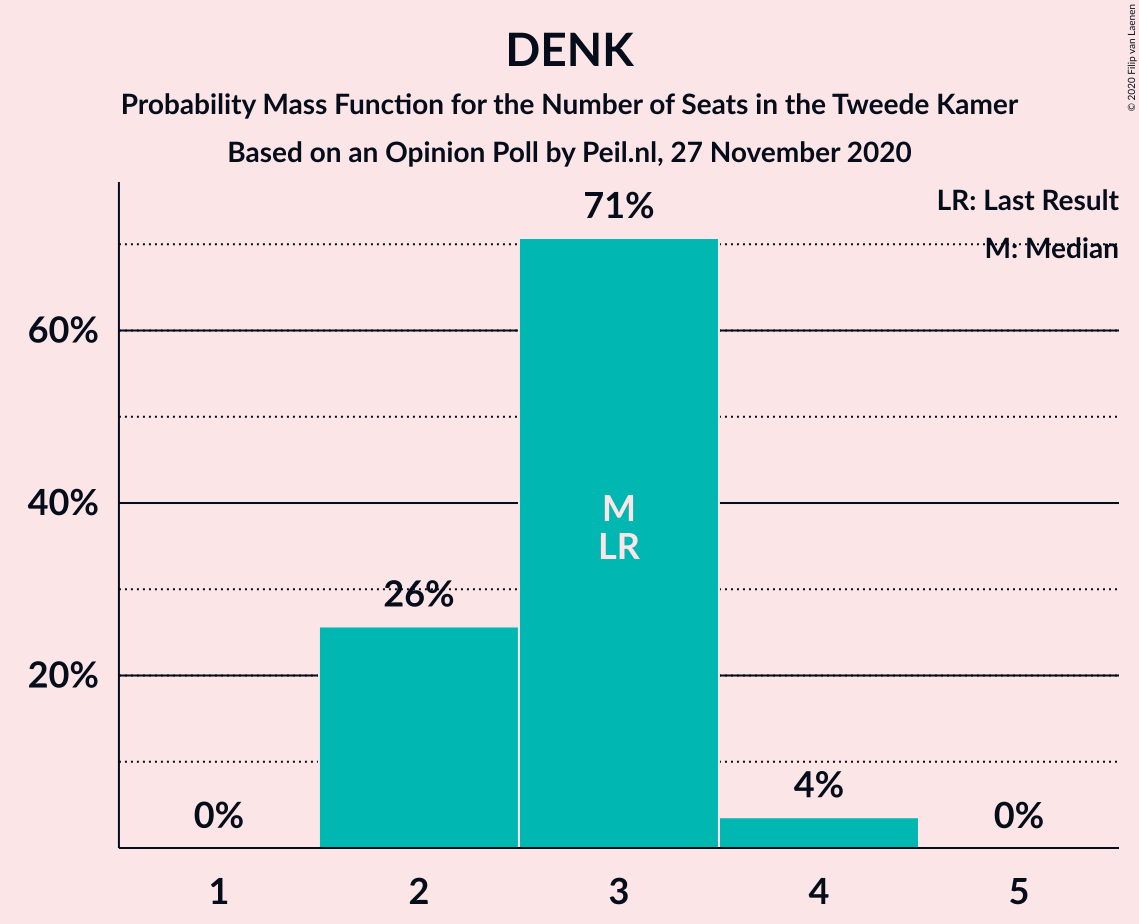 DENK
Probability Mass Function for the Number of Seats in the Tweede Kamer
Based on an Opinion Poll by Peil.nl, 27 November 2020
© 2020 Filip van Laenen
LR: Last Result
M: Median
71%
60%
40%
20%
M
LR
26%
0%
4%
0%
1
2
3
4
5